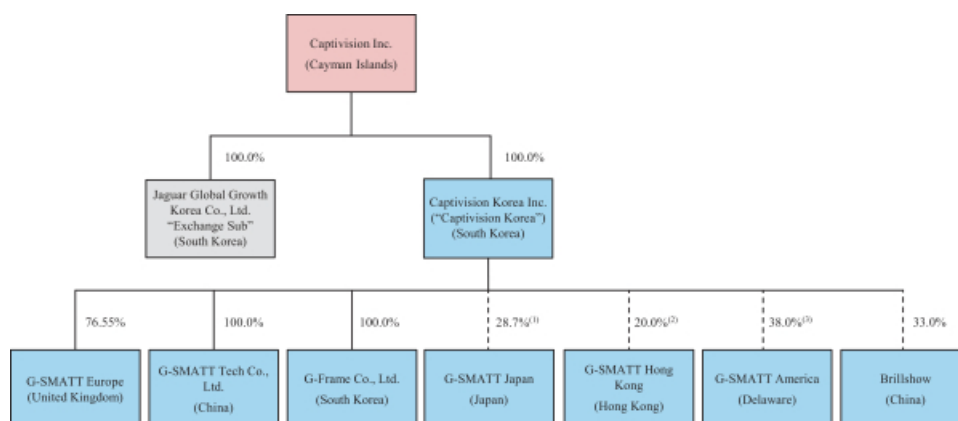 Captivision Inc.
(Cayman Islands)
100.0%
100.0%
Jaguar Global Growth
Korea Co., Ltd.
“Exchange Sub”
(South Korea)
Captivision Korea Inc.
(“Captivision Korea”)
(South Korea)
76.55%
100.0%
100.0%
28.7%(1)
20.0%(2)
38.0%(3)
33.0%
G-SMATT Europe
(United Kingdom)
G-SMATT Tech Co.,
Ltd.
(China)
G-Frame Co., Ltd.
(South Korea)
G-SMATT Japan
(Japan)
G-SMATT Hong
Kong
(Hong Kong)
G-SMATT America
(Delaware)
Brillshow
(China)